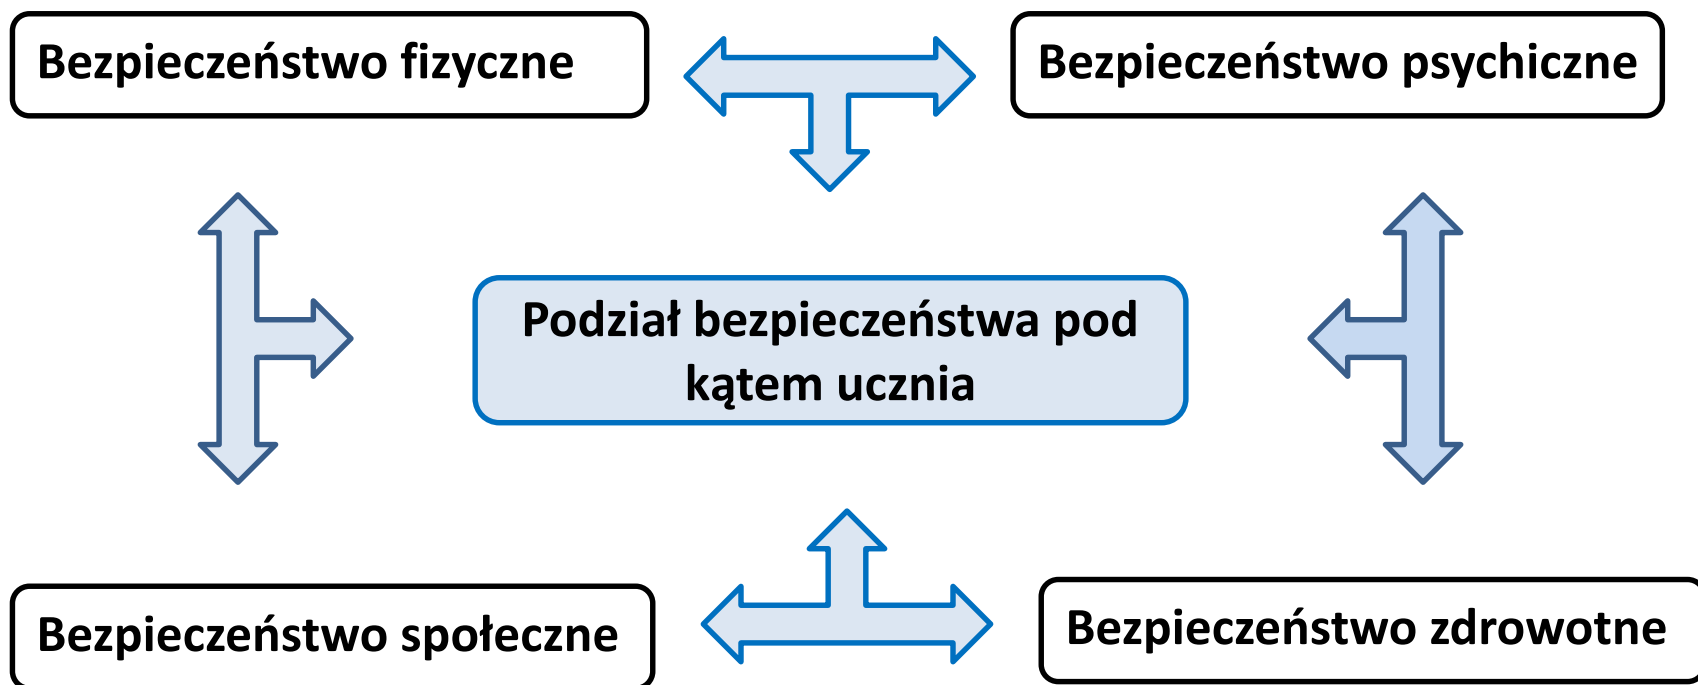 Bezpieczeństwo fizyczne
Bezpieczeństwo psychiczne
Podział bezpieczeństwa pod
kątem ucznia
Bezpieczeństwo społeczne
Bezpieczeństwo zdrowotne